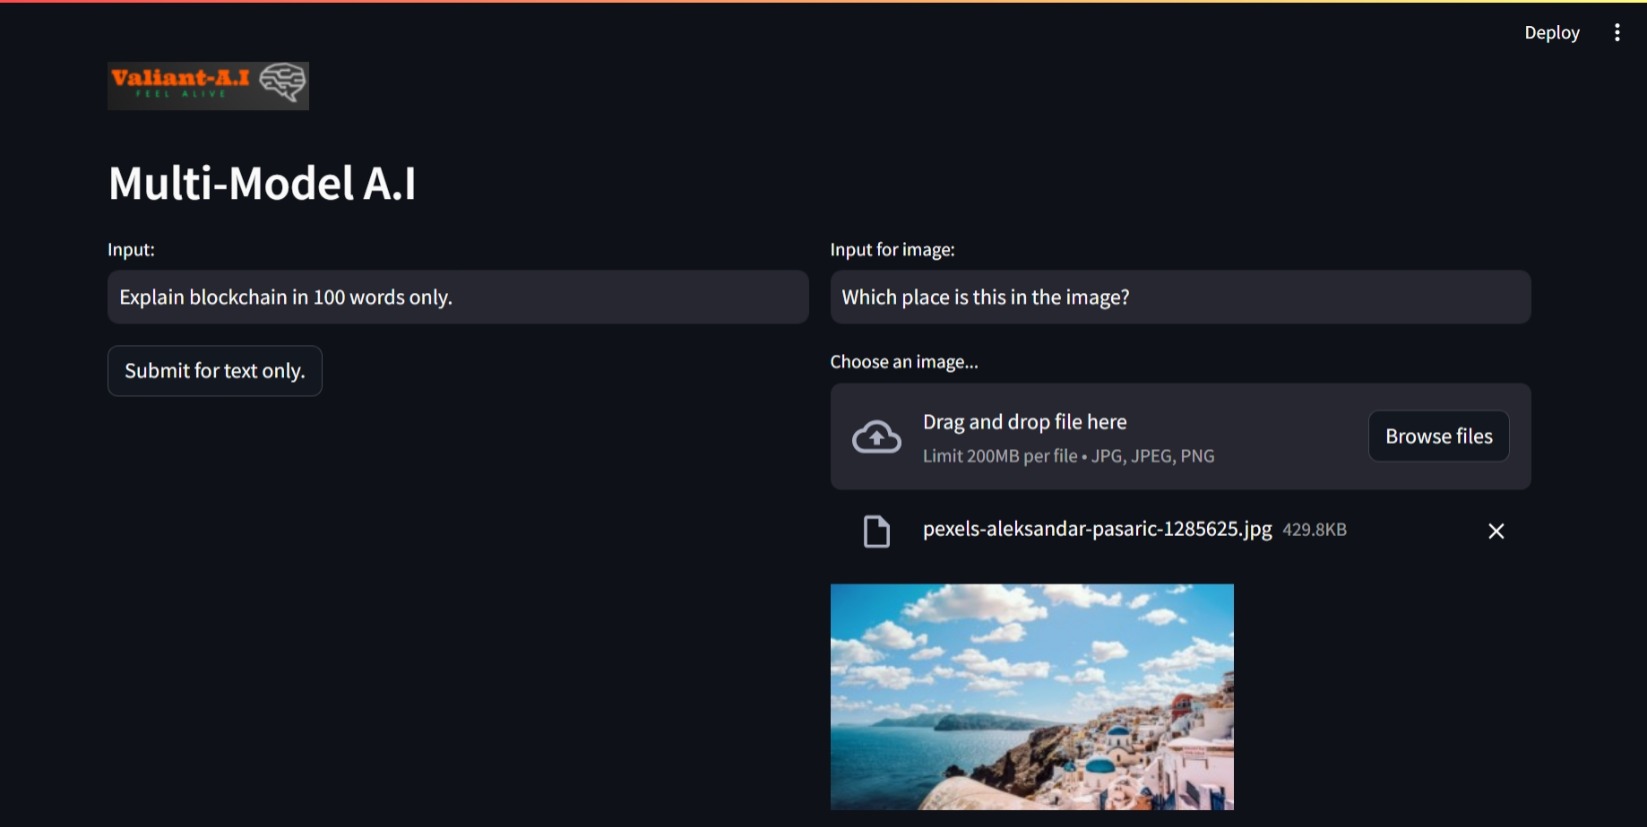 Deploy
Valiant-A.I
FEEL ALIVE
Multi-Model A.I
Input:
Explain blockchain in 100 words only.
Submit for text only.
Input for image:
Which place is this in the image?
Choose an image...
Drag and drop file here
Limit 200MB per file • JPG, JPEG, PNG
Browse files
pexels-aleksandar-pasaric-1285625.jpg 429.8KB